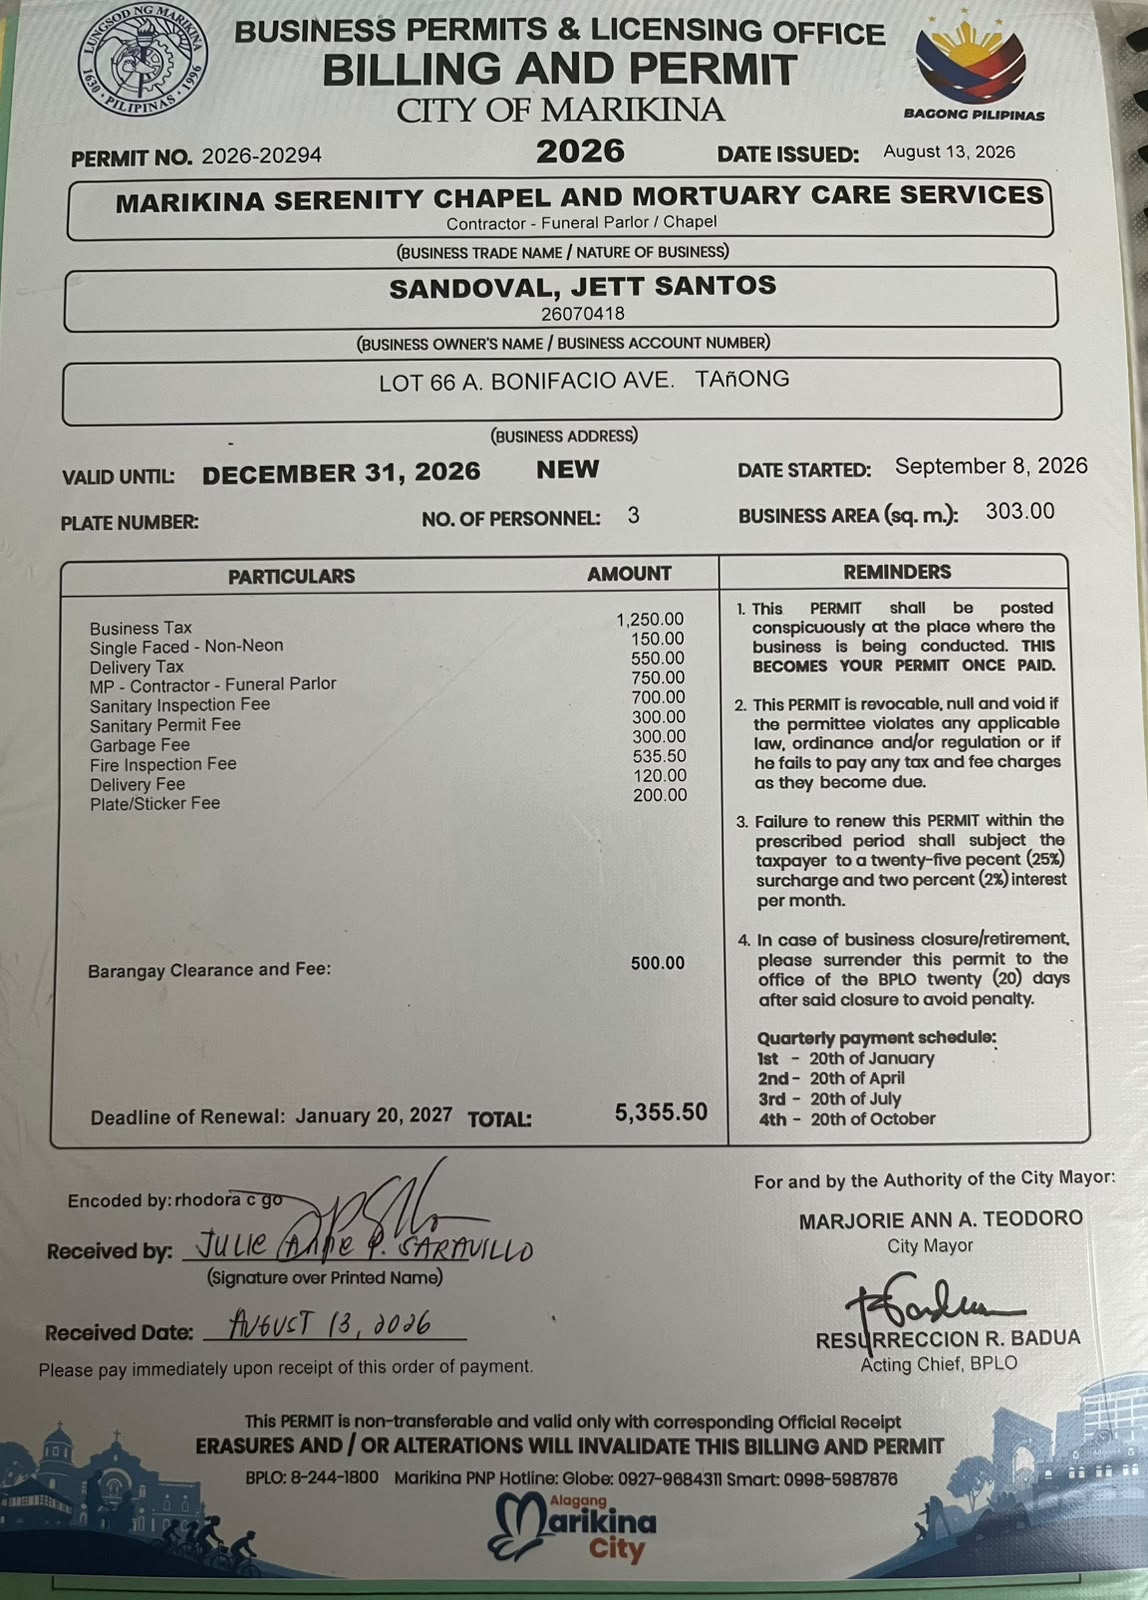 LUNGSOD NG MARIKINA
1630 · PILIPINAS · 1996
BUSINESS PERMITS & LICENSING OFFICE
BILLING AND PERMIT
CITY OF MARIKINA
BAGONG PILIPINAS
PERMIT NO. 2026-20294
2026
DATE ISSUED: August 13, 2026
MARIKINA SERENITY CHAPEL AND MORTUARY CARE SERVICES
Contractor - Funeral Parlor / Chapel
(BUSINESS TRADE NAME / NATURE OF BUSINESS)
SANDOVAL, JETT SANTOS
26070418
(BUSINESS OWNER'S NAME / BUSINESS ACCOUNT NUMBER)
LOT 66 A. BONIFACIO AVE. TAñONG
(BUSINESS ADDRESS)
VALID UNTIL: DECEMBER 31, 2026 NEW DATE STARTED: September 8, 2026
PLATE NUMBER: NO. OF PERSONNEL: 3 BUSINESS AREA (sq. m.): 303.00
PARTICULARS AMOUNT
Business Tax 1,250.00
Single Faced - Non-Neon 150.00
Delivery Tax 550.00
MP - Contractor - Funeral Parlor 750.00
Sanitary Inspection Fee 700.00
Sanitary Permit Fee 300.00
Garbage Fee 300.00
Fire Inspection Fee 535.50
Delivery Fee 120.00
Plate/Sticker Fee 200.00
Barangay Clearance and Fee: 500.00
Deadline of Renewal: January 20, 2027 TOTAL: 5,355.50
REMINDERS
1. This PERMIT shall be posted
conspicuously at the place where the
business is being conducted. THIS
BECOMES YOUR PERMIT ONCE PAID.
2. This PERMIT is revocable, null and void if
the permittee violates any applicable
law, ordinance and/or regulation or if
he fails to pay any tax and fee charges
as they become due.
3. Failure to renew this PERMIT within the
prescribed period shall subject the
taxpayer to a twenty-five pecent (25%)
surcharge and two percent (2%) interest
per month.
4. In case of business closure/retirement,
please surrender this permit to the
office of the BPLO twenty (20) days
after said closure to avoid penalty.
Quarterly payment schedule:
1st - 20th of January
2nd - 20th of April
3rd - 20th of July
4th - 20th of October
Encoded by: rhodora c go
Received by: JULIE ANNE P. SARAVILLO
(Signature over Printed Name)
Received Date: AUGUST 13, 2026
Please pay immediately upon receipt of this order of payment.
For and by the Authority of the City Mayor:
MARJORIE ANN A. TEODORO
City Mayor
RESURRECCION R. BADUA
Acting Chief, BPLO
This PERMIT is non-transferable and valid only with corresponding Official Receipt
ERASURES AND / OR ALTERATIONS WILL INVALIDATE THIS BILLING AND PERMIT
BPLO: 8-244-1800 Marikina PNP Hotline: Globe: 0927-9684311 Smart: 0998-5987876
Alagang
Marikina
City